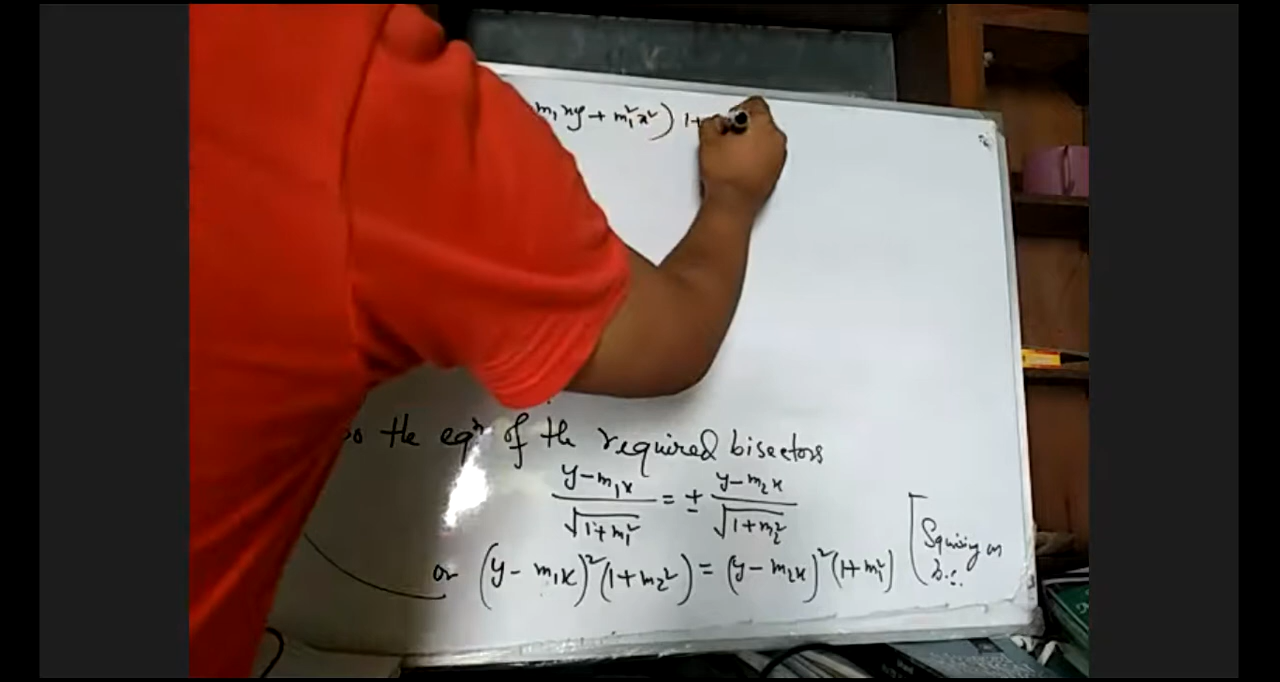 m₁xy + m₁²x²) 1+
so the eqⁿ of the required bisectors
(y-m₁x)/√(1+m₁²) = ± (y-m₂x)/√(1+m₂²)
or (y - m₁x)²(1+m₂²) = (y - m₂x)²(1+m₁²) [Squaring on b.s.